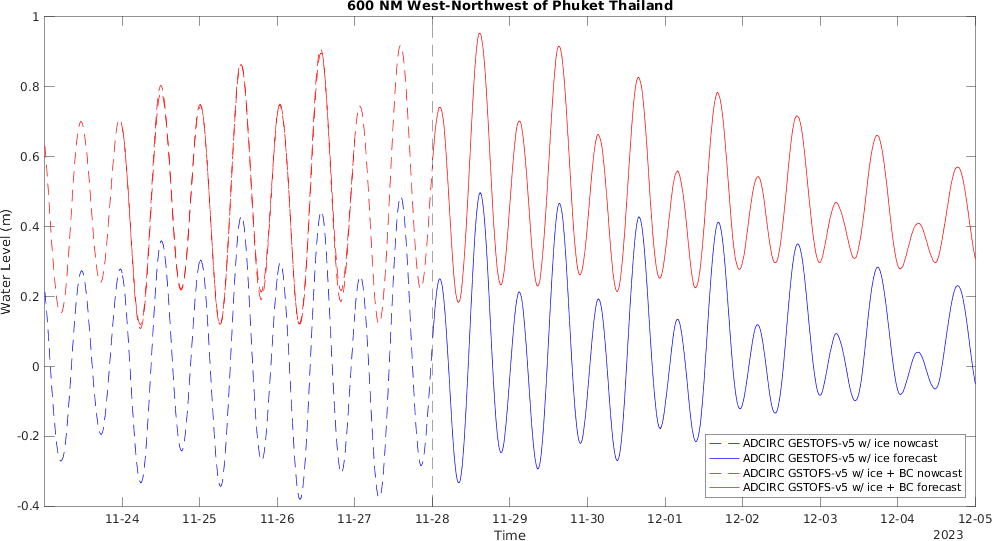 600 NM West-Northwest of Phuket Thailand
1
0.8
0.6
0.4
0.2
0
-0.2
-0.4
Water Level (m)
ADCIRC GESTOFS-v5 w/ ice nowcast
ADCIRC GESTOFS-v5 w/ ice forecast
ADCIRC GSTOFS-v5 w/ ice + BC nowcast
ADCIRC GSTOFS-v5 w/ ice + BC forecast
11-24 11-25 11-26 11-27 11-28 11-29 11-30 12-01 12-02 12-03 12-04 12-05
Time
2023